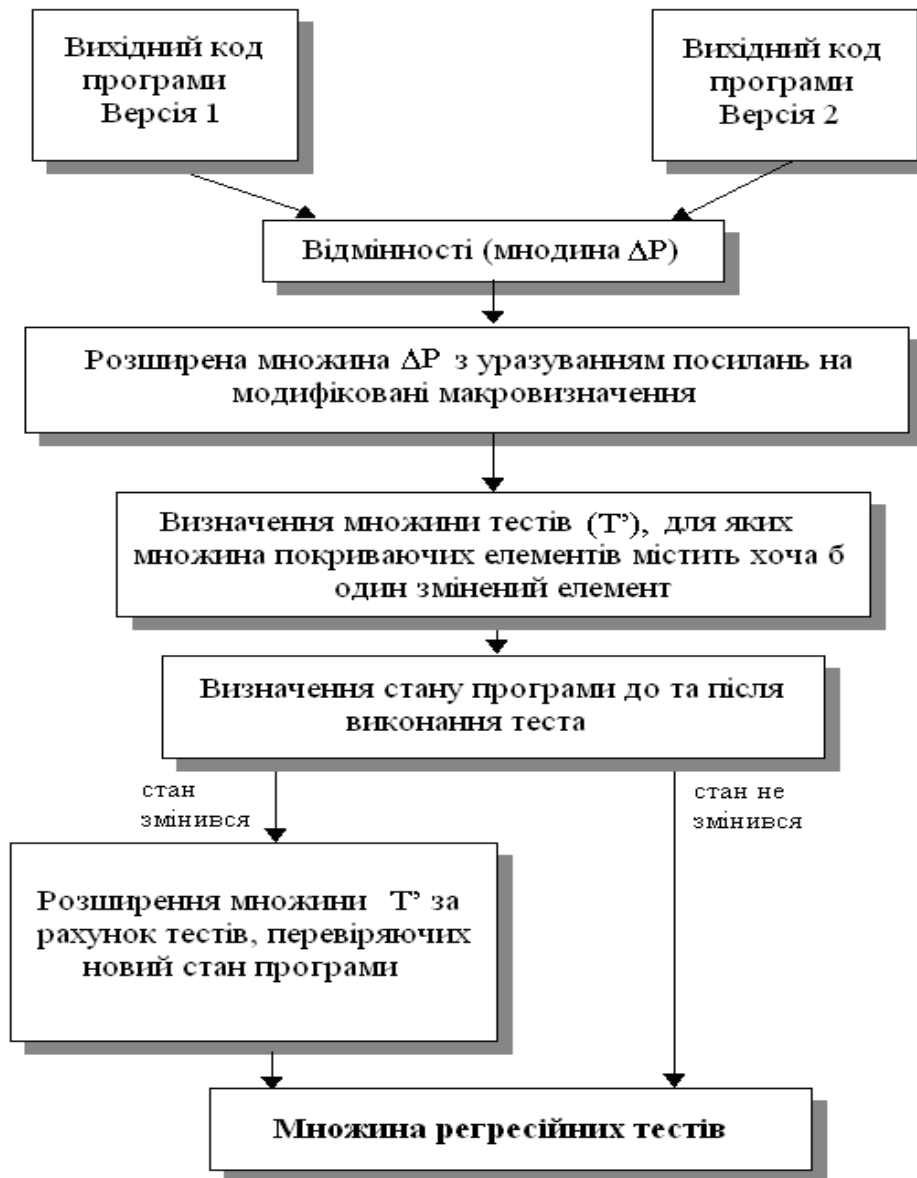 Вихідний код
програми
Версія 1
Вихідний код
програми
Версія 2
Відмінності (мнодина ΔP)
Розширена множина ΔP з уразуванням посилань на
модифіковані макровизначення
Визначення множини тестів (T’), для яких
множина покриваючих елементів містить хоча б
один змінений елемент
Визначення стану програми до та після
виконання теста
стан
змінився
стан не
змінився
Розширення множини T’ за
рахунок тестів, перевіряючих
новий стан програми
Множина регресійних тестів